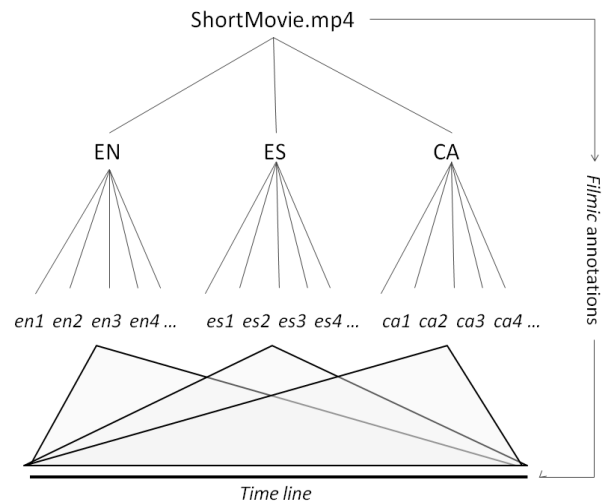 ShortMovie.mp4
EN ES CA
Filmic annotations
en1 en2 en3 en4 ... es1 es2 es3 es4 ... ca1 ca2 ca3 ca4 ...
Time line